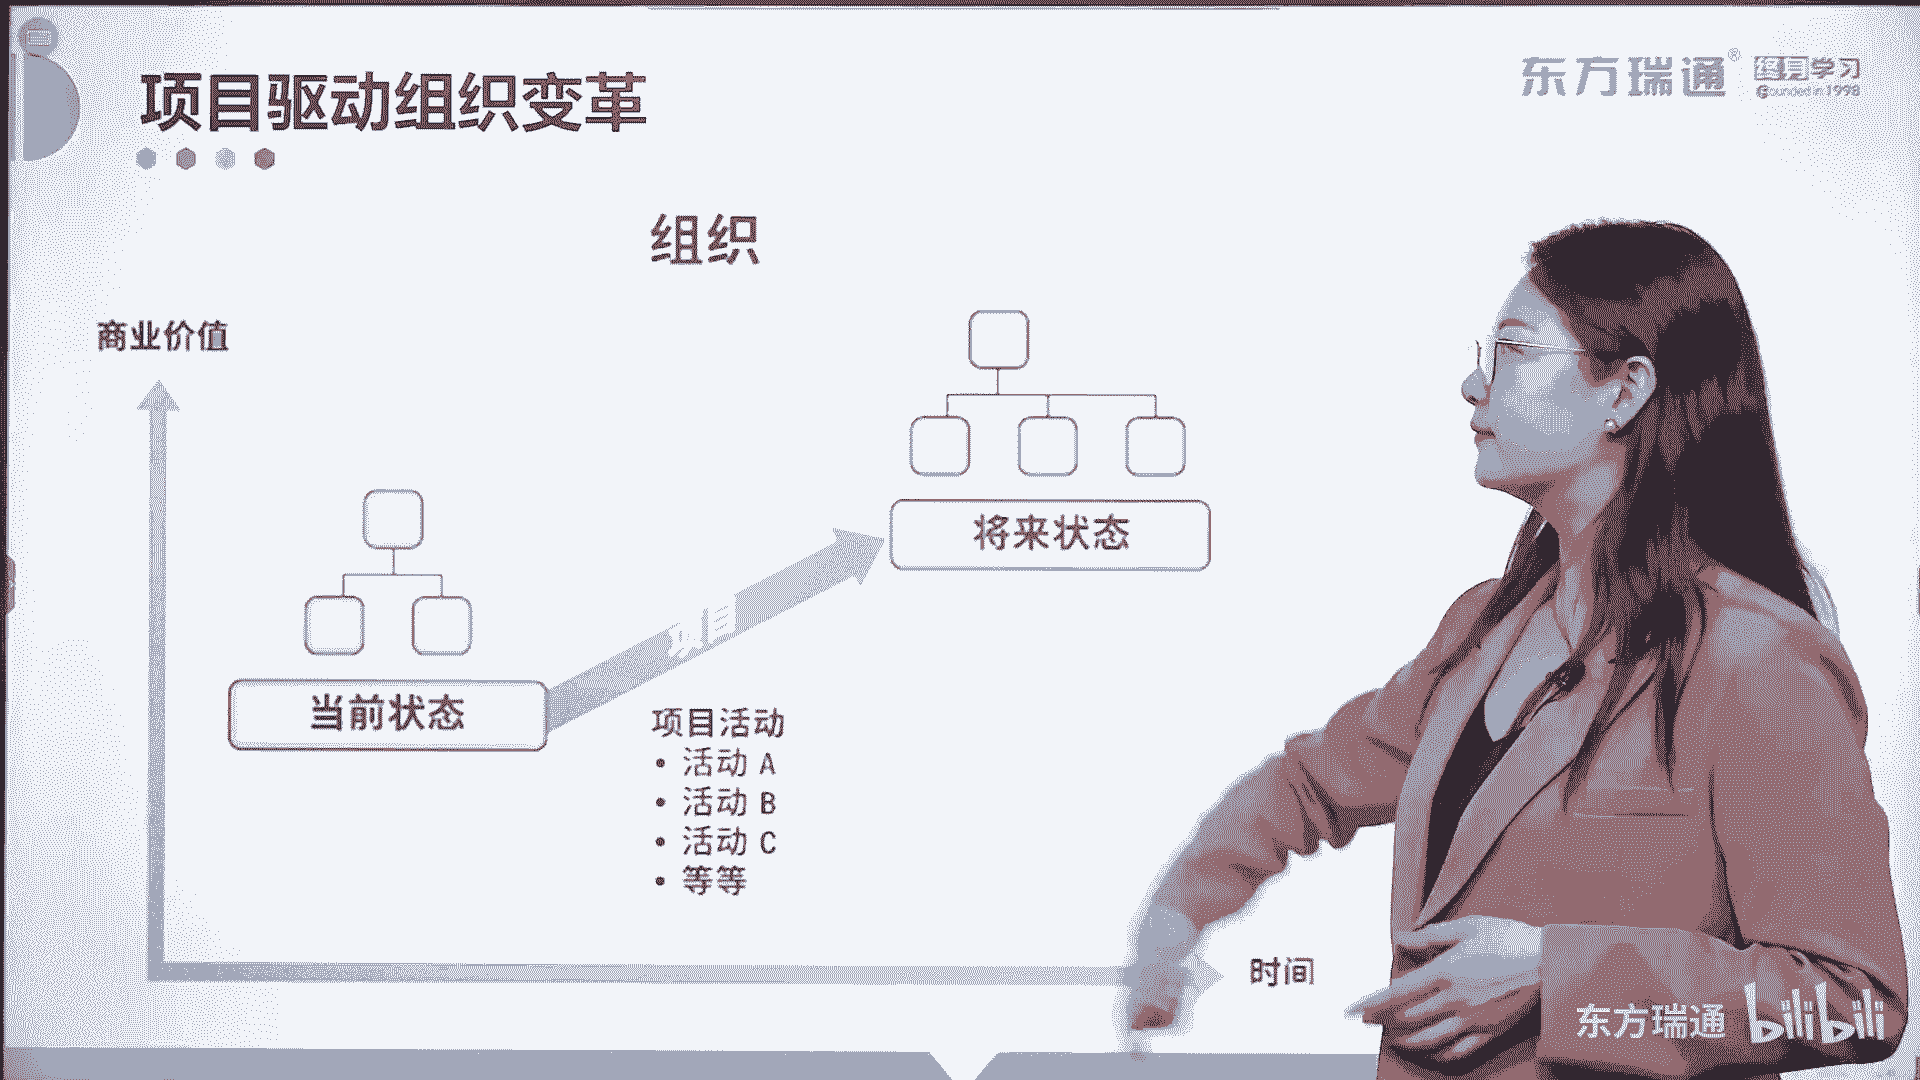 项目驱动组织变革
东方瑞通®
终身学习
Founded in 1998
组织
商业价值
将来状态
项目
当前状态
项目活动
• 活动 A
• 活动 B
• 活动 C
• 等等
时间
东方瑞通 bilibili